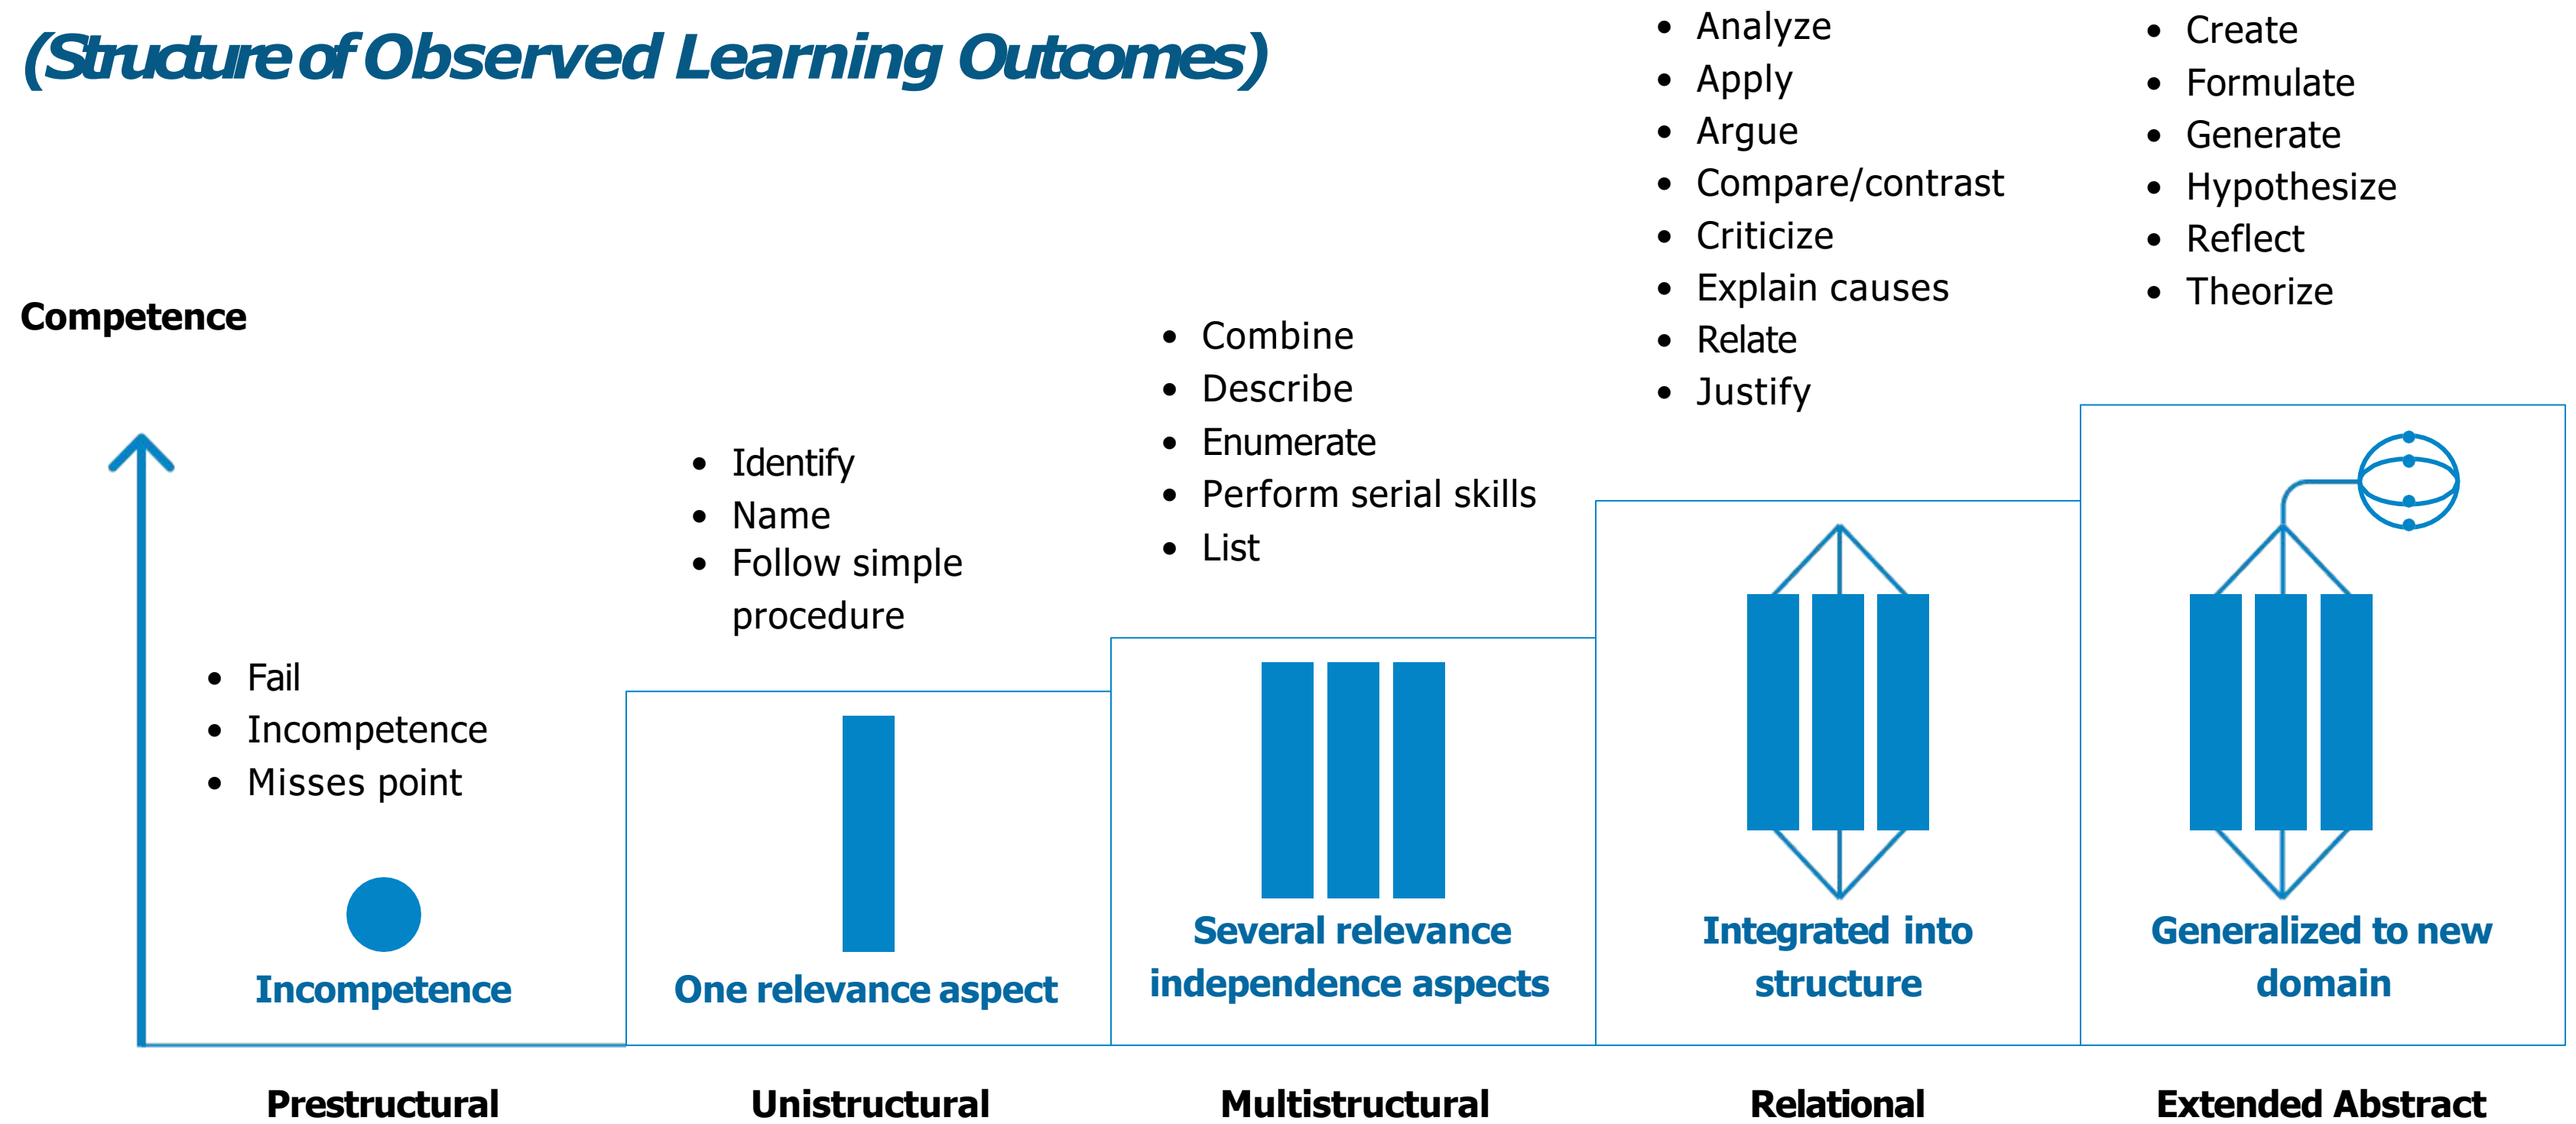 (Structure of Observed Learning Outcomes)
Competence
• Fail
• Incompetence
• Misses point
Incompetence
Prestructural
• Identify
• Name
• Follow simple
procedure
One relevance aspect
Unistructural
• Combine
• Describe
• Enumerate
• Perform serial skills
• List
Several relevance
independence aspects
Multistructural
• Analyze
• Apply
• Argue
• Compare/contrast
• Criticize
• Explain causes
• Relate
• Justify
Integrated into
structure
Relational
• Create
• Formulate
• Generate
• Hypothesize
• Reflect
• Theorize
Generalized to new
domain
Extended Abstract